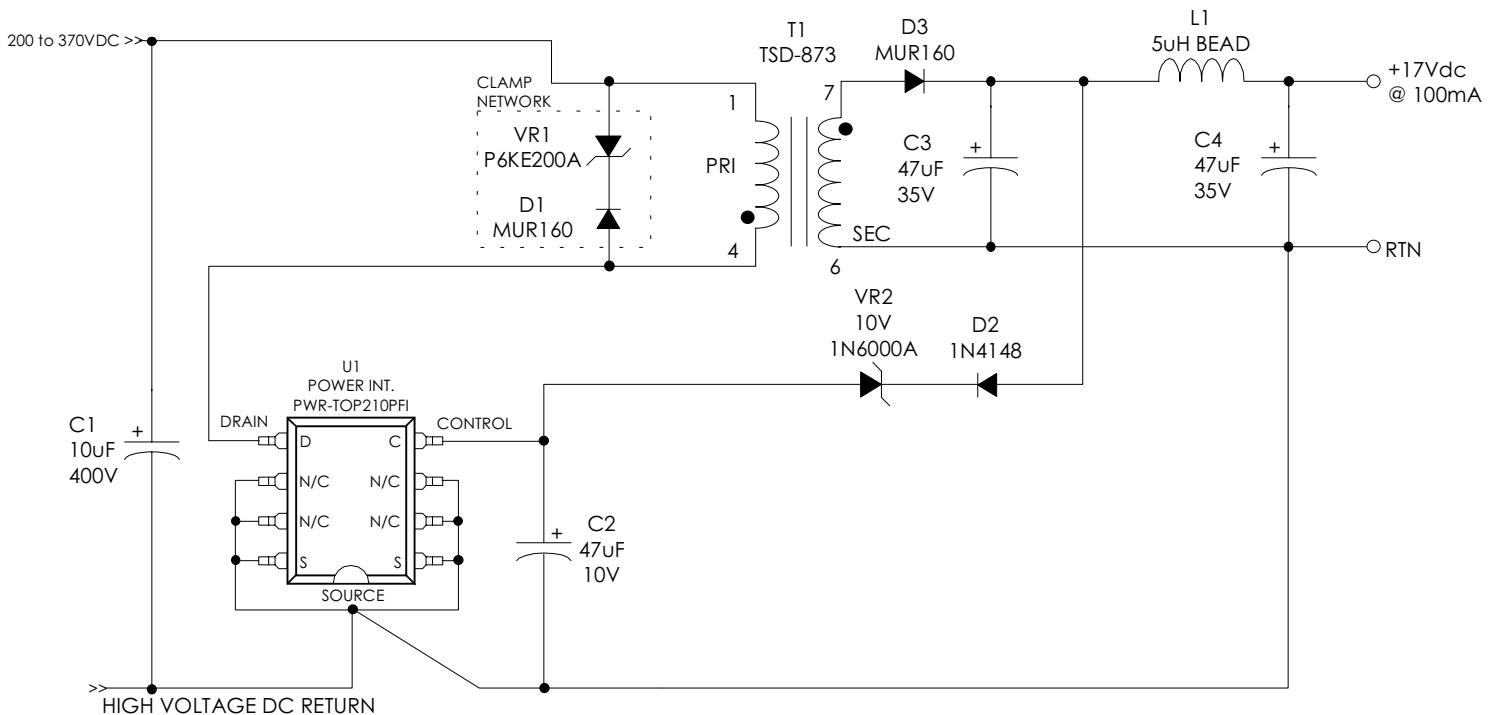 200 to 370VDC >>
CLAMP
NETWORK
VR1
P6KE200A
D1
MUR160
T1
TSD-873
1
PRI
4
7
SEC
6
D3
MUR160
L1
5uH BEAD
+17Vdc
@ 100mA
+
C3
47uF
35V
+
C4
47uF
35V
RTN
VR2
10V
1N6000A
D2
1N4148
U1
POWER INT.
PWR-TOP210PFI
DRAIN
CONTROL
D
C
N/C
N/C
N/C
N/C
S
S
SOURCE
+
C1
10uF
400V
+
C2
47uF
10V
>>
HIGH VOLTAGE DC RETURN